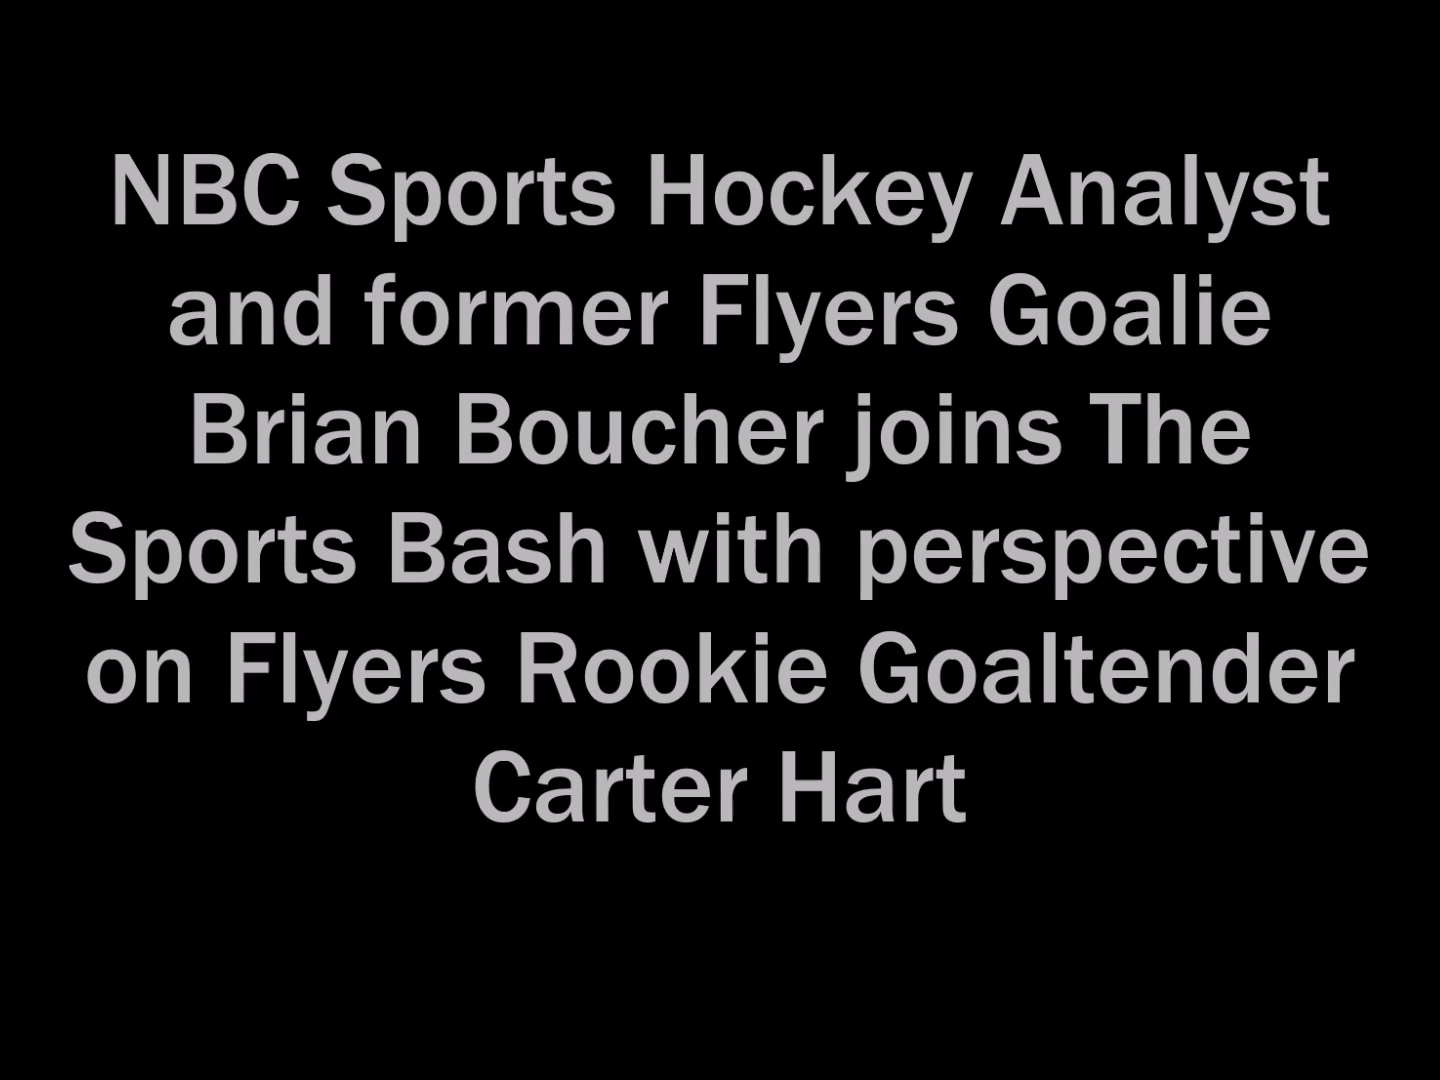 NBC Sports Hockey Analyst
and former Flyers Goalie
Brian Boucher joins The
Sports Bash with perspective
on Flyers Rookie Goaltender
Carter Hart